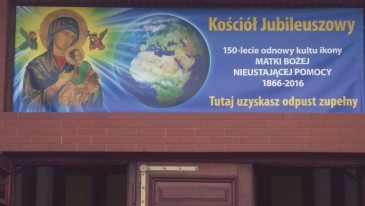 Kościół Jubileuszowy
150-lecie odnowy kultu ikony
MATKI BOŻEJ
NIEUSTAJĄCEJ POMOCY
1866-2016
Tutaj uzyskasz odpust zupełny